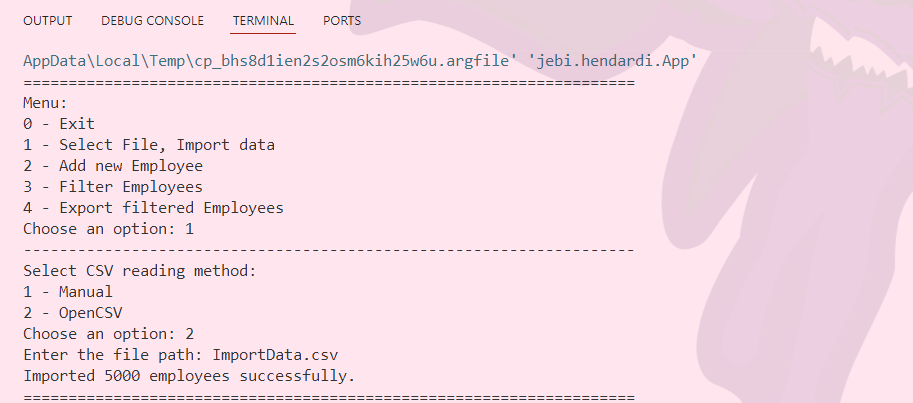 OUTPUT DEBUG CONSOLE TERMINAL PORTS
AppData\Local\Temp\cp_bhs8d1ien2s2osm6kih25w6u.argfile' 'jebi.hendardi.App'
====================================================================
Menu:
0 - Exit
1 - Select File, Import data
2 - Add new Employee
3 - Filter Employees
4 - Export filtered Employees
Choose an option: 1
--------------------------------------------------------------------
Select CSV reading method:
1 - Manual
2 - OpenCSV
Choose an option: 2
Enter the file path: ImportData.csv
Imported 5000 employees successfully.
====================================================================